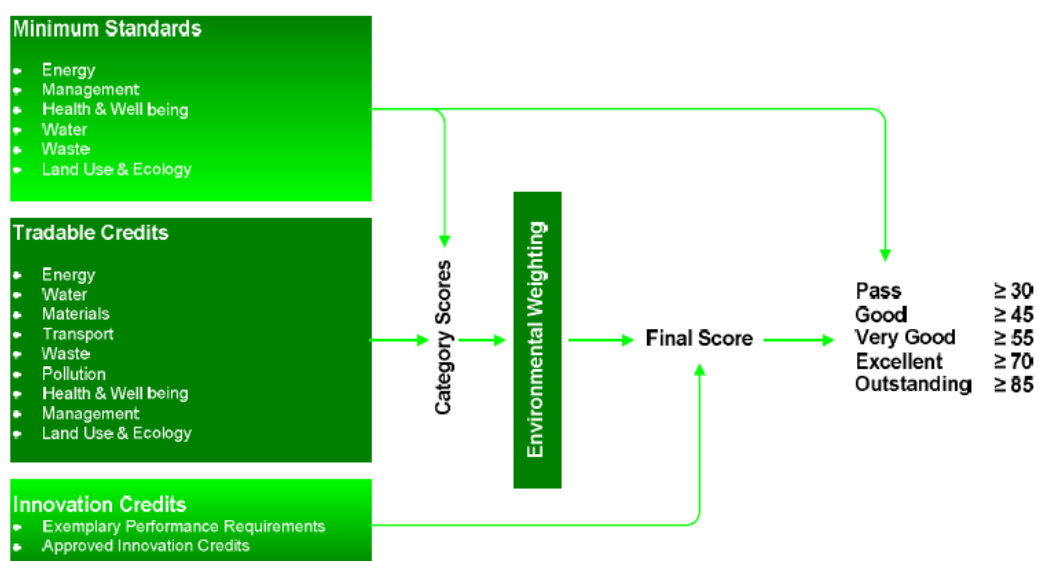 Minimum Standards
• Energy
• Management
• Health & Well being
• Water
• Waste
• Land Use & Ecology
Tradable Credits
• Energy
• Water
• Materials
• Transport
• Waste
• Pollution
• Health & Well being
• Management
• Land Use & Ecology
Innovation Credits
• Exemplary Performance Requirements
• Approved Innovation Credits
Category Scores
Environmental Weighting
Final Score
Pass ≥ 30
Good ≥ 45
Very Good ≥ 55
Excellent ≥ 70
Outstanding ≥ 85